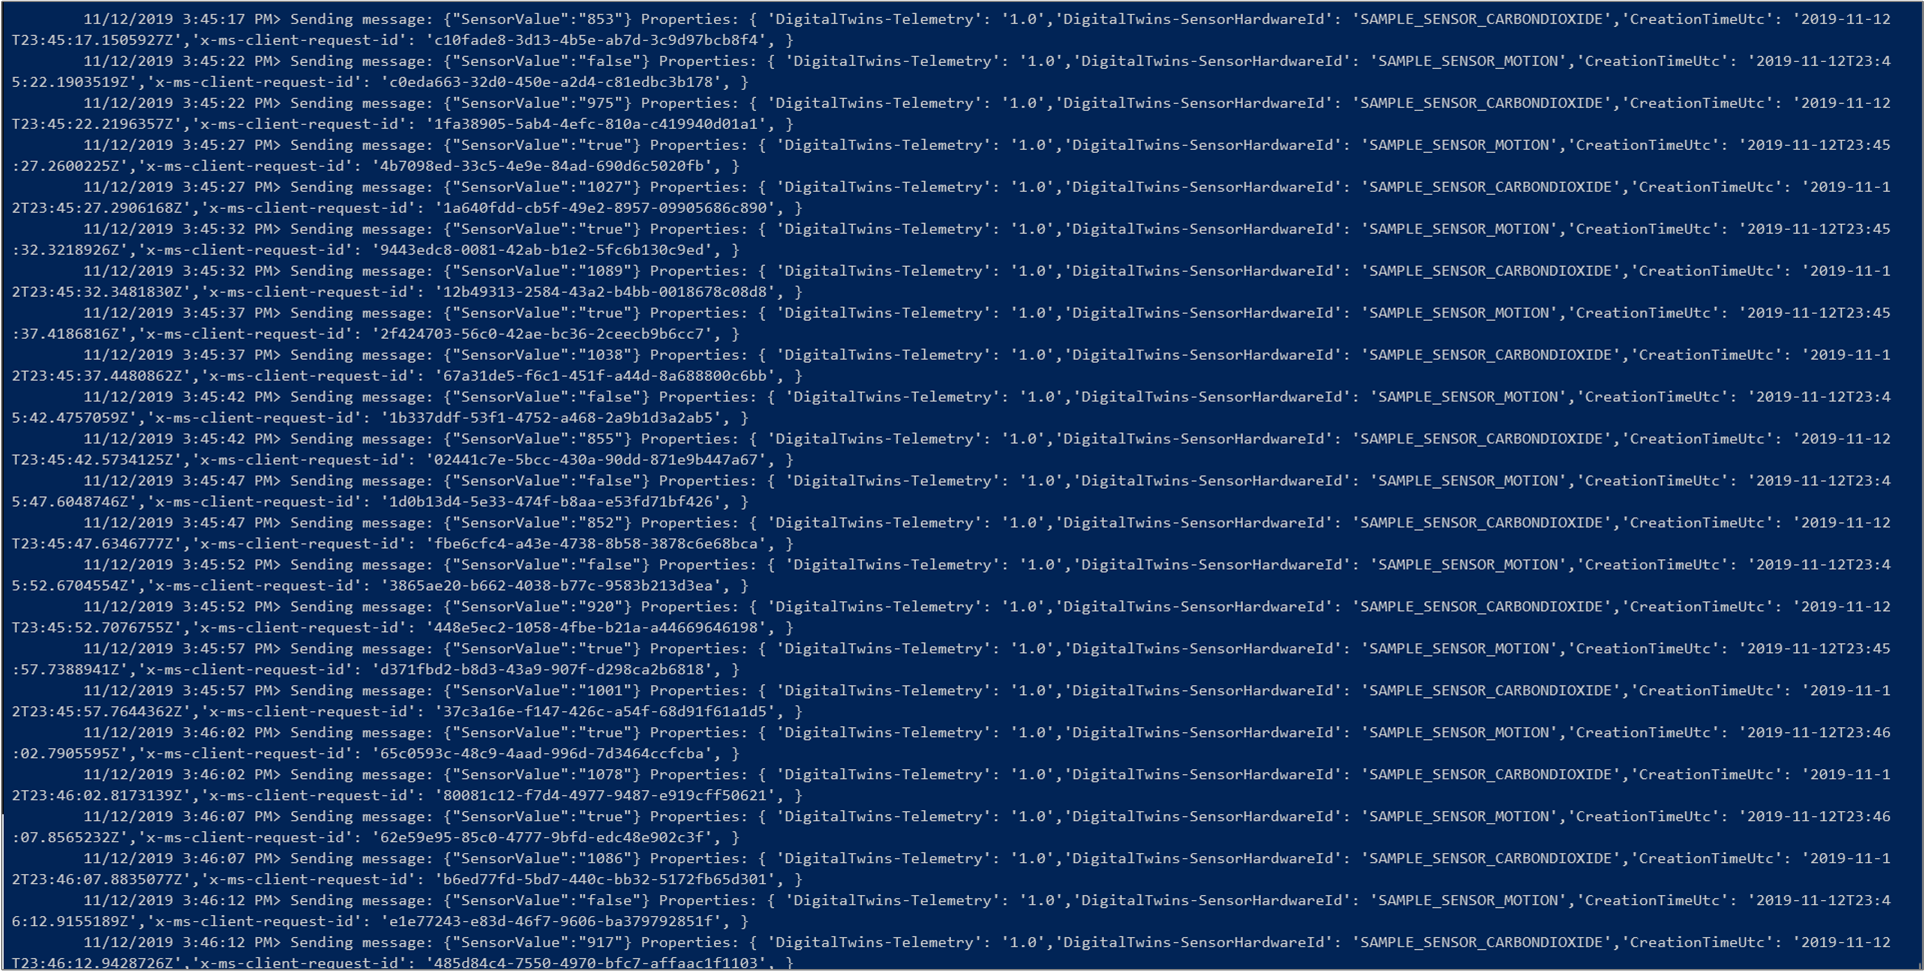 11/12/2019 3:45:17 PM> Sending message: {"SensorValue":"853"} Properties: { 'DigitalTwins-Telemetry': '1.0','DigitalTwins-SensorHardwareId': 'SAMPLE_SENSOR_CARBONDIOXIDE','CreationTimeUtc': '2019-11-12
T23:45:17.1505927Z','x-ms-client-request-id': 'c10fade8-3d13-4b5e-ab7d-3c9d97bcb8f4', }
11/12/2019 3:45:22 PM> Sending message: {"SensorValue":"false"} Properties: { 'DigitalTwins-Telemetry': '1.0','DigitalTwins-SensorHardwareId': 'SAMPLE_SENSOR_MOTION','CreationTimeUtc': '2019-11-12T23:4
5:22.1903519Z','x-ms-client-request-id': 'c0eda663-32d0-450e-a2d4-c81edbc3b178', }
11/12/2019 3:45:22 PM> Sending message: {"SensorValue":"975"} Properties: { 'DigitalTwins-Telemetry': '1.0','DigitalTwins-SensorHardwareId': 'SAMPLE_SENSOR_CARBONDIOXIDE','CreationTimeUtc': '2019-11-12
T23:45:22.2196357Z','x-ms-client-request-id': '1fa38905-5ab4-4efc-810a-c419940d01a1', }
11/12/2019 3:45:27 PM> Sending message: {"SensorValue":"true"} Properties: { 'DigitalTwins-Telemetry': '1.0','DigitalTwins-SensorHardwareId': 'SAMPLE_SENSOR_MOTION','CreationTimeUtc': '2019-11-12T23:45
:27.2600225Z','x-ms-client-request-id': '4b7098ed-33c5-4e9e-84ad-690d6c5020fb', }
11/12/2019 3:45:27 PM> Sending message: {"SensorValue":"1027"} Properties: { 'DigitalTwins-Telemetry': '1.0','DigitalTwins-SensorHardwareId': 'SAMPLE_SENSOR_CARBONDIOXIDE','CreationTimeUtc': '2019-11-1
2T23:45:27.2906168Z','x-ms-client-request-id': '1a640fdd-cb5f-49e2-8957-09905686c890', }
11/12/2019 3:45:32 PM> Sending message: {"SensorValue":"true"} Properties: { 'DigitalTwins-Telemetry': '1.0','DigitalTwins-SensorHardwareId': 'SAMPLE_SENSOR_MOTION','CreationTimeUtc': '2019-11-12T23:45
:32.3218926Z','x-ms-client-request-id': '9443edc8-0081-42ab-b1e2-5fc6b130c9ed', }
11/12/2019 3:45:32 PM> Sending message: {"SensorValue":"1089"} Properties: { 'DigitalTwins-Telemetry': '1.0','DigitalTwins-SensorHardwareId': 'SAMPLE_SENSOR_CARBONDIOXIDE','CreationTimeUtc': '2019-11-1
2T23:45:32.3481830Z','x-ms-client-request-id': '12b49313-2584-43a2-b4bb-0018678c08d8', }
11/12/2019 3:45:37 PM> Sending message: {"SensorValue":"true"} Properties: { 'DigitalTwins-Telemetry': '1.0','DigitalTwins-SensorHardwareId': 'SAMPLE_SENSOR_MOTION','CreationTimeUtc': '2019-11-12T23:45
:37.4186816Z','x-ms-client-request-id': '2f424703-56c0-42ae-bc36-2ceecb9b6cc7', }
11/12/2019 3:45:37 PM> Sending message: {"SensorValue":"1038"} Properties: { 'DigitalTwins-Telemetry': '1.0','DigitalTwins-SensorHardwareId': 'SAMPLE_SENSOR_CARBONDIOXIDE','CreationTimeUtc': '2019-11-1
2T23:45:37.4480862Z','x-ms-client-request-id': '67a31de5-f6c1-451f-a44d-8a688800c6bb', }
11/12/2019 3:45:42 PM> Sending message: {"SensorValue":"false"} Properties: { 'DigitalTwins-Telemetry': '1.0','DigitalTwins-SensorHardwareId': 'SAMPLE_SENSOR_MOTION','CreationTimeUtc': '2019-11-12T23:4
5:42.4757059Z','x-ms-client-request-id': '1b337ddf-53f1-4752-a468-2a9b1d3a2ab5', }
11/12/2019 3:45:42 PM> Sending message: {"SensorValue":"855"} Properties: { 'DigitalTwins-Telemetry': '1.0','DigitalTwins-SensorHardwareId': 'SAMPLE_SENSOR_CARBONDIOXIDE','CreationTimeUtc': '2019-11-12
T23:45:42.5734125Z','x-ms-client-request-id': '02441c7e-5bcc-430a-90dd-871e9b447a67', }
11/12/2019 3:45:47 PM> Sending message: {"SensorValue":"false"} Properties: { 'DigitalTwins-Telemetry': '1.0','DigitalTwins-SensorHardwareId': 'SAMPLE_SENSOR_MOTION','CreationTimeUtc': '2019-11-12T23:4
5:47.6048746Z','x-ms-client-request-id': '1d0b13d4-5e33-474f-b8aa-e53fd71bf426', }
11/12/2019 3:45:47 PM> Sending message: {"SensorValue":"852"} Properties: { 'DigitalTwins-Telemetry': '1.0','DigitalTwins-SensorHardwareId': 'SAMPLE_SENSOR_CARBONDIOXIDE','CreationTimeUtc': '2019-11-12
T23:45:47.6346777Z','x-ms-client-request-id': 'fbe6cfc4-a43e-4738-8b58-3878c6e68bca', }
11/12/2019 3:45:52 PM> Sending message: {"SensorValue":"false"} Properties: { 'DigitalTwins-Telemetry': '1.0','DigitalTwins-SensorHardwareId': 'SAMPLE_SENSOR_MOTION','CreationTimeUtc': '2019-11-12T23:4
5:52.6704554Z','x-ms-client-request-id': '3865ae20-b662-4038-b77c-9583b213d3ea', }
11/12/2019 3:45:52 PM> Sending message: {"SensorValue":"920"} Properties: { 'DigitalTwins-Telemetry': '1.0','DigitalTwins-SensorHardwareId': 'SAMPLE_SENSOR_CARBONDIOXIDE','CreationTimeUtc': '2019-11-12
T23:45:52.7076755Z','x-ms-client-request-id': '448e5ec2-1058-4fbe-b21a-a44669646198', }
11/12/2019 3:45:57 PM> Sending message: {"SensorValue":"true"} Properties: { 'DigitalTwins-Telemetry': '1.0','DigitalTwins-SensorHardwareId': 'SAMPLE_SENSOR_MOTION','CreationTimeUtc': '2019-11-12T23:45
:57.7388941Z','x-ms-client-request-id': 'd371fbd2-b8d3-43a9-907f-d298ca2b6818', }
11/12/2019 3:45:57 PM> Sending message: {"SensorValue":"1001"} Properties: { 'DigitalTwins-Telemetry': '1.0','DigitalTwins-SensorHardwareId': 'SAMPLE_SENSOR_CARBONDIOXIDE','CreationTimeUtc': '2019-11-1
2T23:45:57.7644362Z','x-ms-client-request-id': '37c3a16e-f147-426c-a54f-68d91f61a1d5', }
11/12/2019 3:46:02 PM> Sending message: {"SensorValue":"true"} Properties: { 'DigitalTwins-Telemetry': '1.0','DigitalTwins-SensorHardwareId': 'SAMPLE_SENSOR_MOTION','CreationTimeUtc': '2019-11-12T23:46
:02.7905595Z','x-ms-client-request-id': '65c0593c-48c9-4aad-996d-7d3464ccfcba', }
11/12/2019 3:46:02 PM> Sending message: {"SensorValue":"1078"} Properties: { 'DigitalTwins-Telemetry': '1.0','DigitalTwins-SensorHardwareId': 'SAMPLE_SENSOR_CARBONDIOXIDE','CreationTimeUtc': '2019-11-1
2T23:46:02.8173139Z','x-ms-client-request-id': '80081c12-f7d4-4977-9487-e919cff50621', }
11/12/2019 3:46:07 PM> Sending message: {"SensorValue":"true"} Properties: { 'DigitalTwins-Telemetry': '1.0','DigitalTwins-SensorHardwareId': 'SAMPLE_SENSOR_MOTION','CreationTimeUtc': '2019-11-12T23:46
:07.8565232Z','x-ms-client-request-id': '62e59e95-85c0-4777-9bfd-edc48e902c3f', }
11/12/2019 3:46:07 PM> Sending message: {"SensorValue":"1086"} Properties: { 'DigitalTwins-Telemetry': '1.0','DigitalTwins-SensorHardwareId': 'SAMPLE_SENSOR_CARBONDIOXIDE','CreationTimeUtc': '2019-11-1
2T23:46:07.8835077Z','x-ms-client-request-id': 'b6ed77fd-5bd7-440c-bb32-5172fb65d301', }
11/12/2019 3:46:12 PM> Sending message: {"SensorValue":"false"} Properties: { 'DigitalTwins-Telemetry': '1.0','DigitalTwins-SensorHardwareId': 'SAMPLE_SENSOR_MOTION','CreationTimeUtc': '2019-11-12T23:4
6:12.9155189Z','x-ms-client-request-id': 'e1e77243-e83d-46f7-9606-ba379792851f', }
11/12/2019 3:46:12 PM> Sending message: {"SensorValue":"917"} Properties: { 'DigitalTwins-Telemetry': '1.0','DigitalTwins-SensorHardwareId': 'SAMPLE_SENSOR_CARBONDIOXIDE','CreationTimeUtc': '2019-11-12
T23:46:12.9428726Z','x-ms-client-request-id': '485d84c4-7550-4970-bfc7-affaac1f1103', }